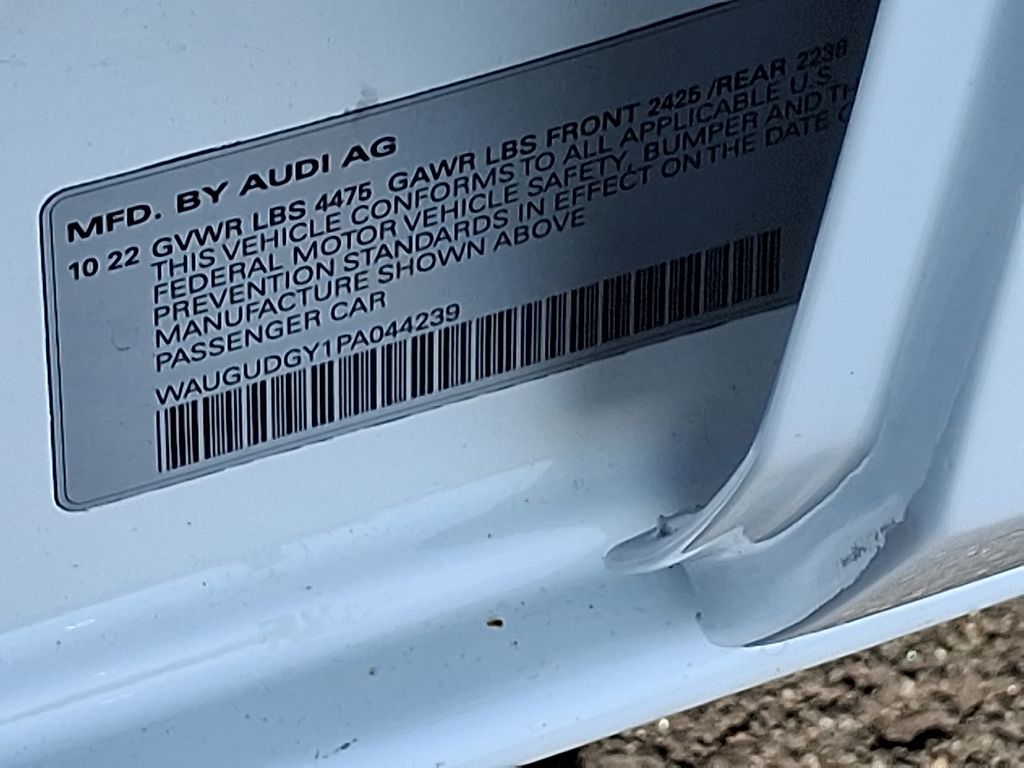 MFD. BY AUDI AG
10 22 GVWR LBS 4475 GAWR LBS FRONT 2425 /REAR 2238
THIS VEHICLE CONFORMS TO ALL APPLICABLE U.S.
FEDERAL MOTOR VEHICLE SAFETY, BUMPER AND
PREVENTION STANDARDS IN EFFECT ON THE DATE
MANUFACTURE SHOWN ABOVE
PASSENGER CAR
WAUGUDGY1PA044239